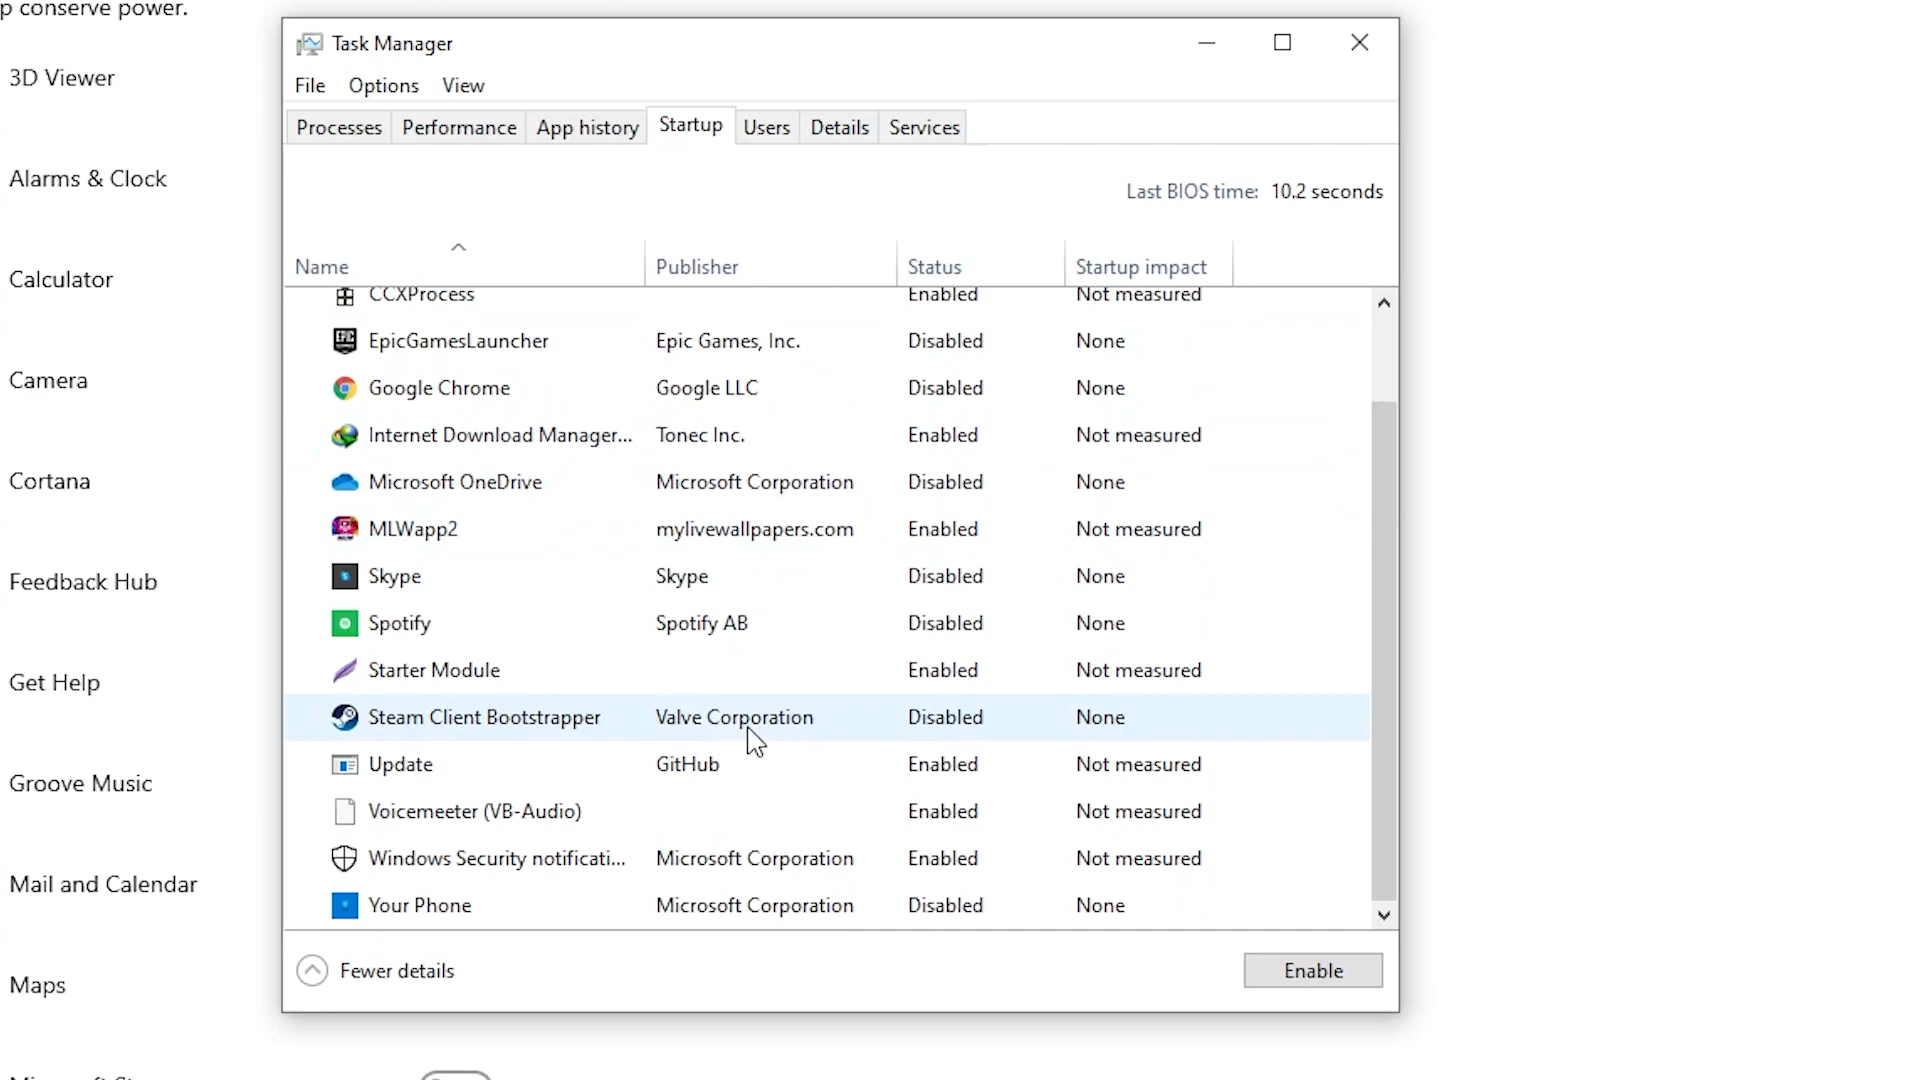 p conserve power.
3D Viewer
Alarms & Clock
Calculator
Camera
Cortana
Feedback Hub
Get Help
Groove Music
Mail and Calendar
Maps
Task Manager
File Options View
Processes Performance App history Startup Users Details Services
Last BIOS time: 10.2 seconds
Name Publisher Status Startup impact
CCXProcess Enabled Not measured
EpicGamesLauncher Epic Games, Inc. Disabled None
Google Chrome Google LLC Disabled None
Internet Download Manager... Tonec Inc. Enabled Not measured
Microsoft OneDrive Microsoft Corporation Disabled None
MLWapp2 mylivewallpapers.com Enabled Not measured
Skype Skype Disabled None
Spotify Spotify AB Disabled None
Starter Module Enabled Not measured
Steam Client Bootstrapper Valve Corporation Disabled None
Update GitHub Enabled Not measured
Voicemeeter (VB-Audio) Enabled Not measured
Windows Security notificati... Microsoft Corporation Enabled Not measured
Your Phone Microsoft Corporation Disabled None
Fewer details Enable